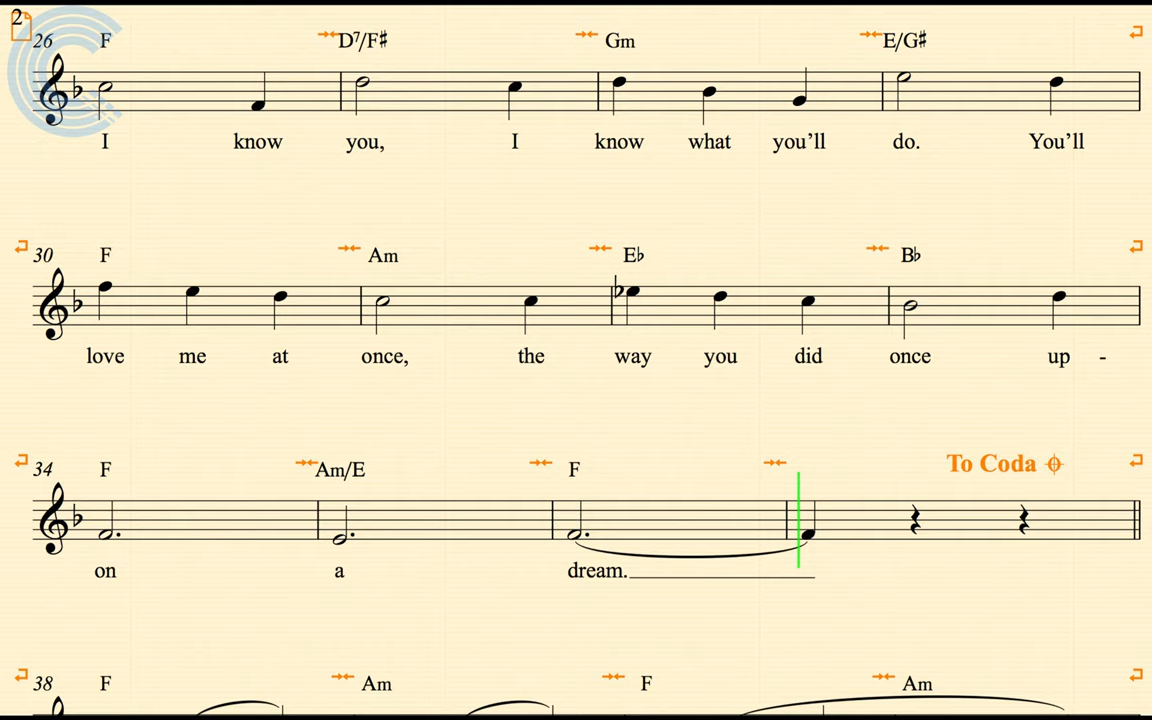 2
26 F D7/F♯ Gm E/G♯
I know you, I know what you'll do. You'll
30 F Am E♭ B♭
love me at once, the way you did once up -
34 F Am/E F To Coda
on a dream.
38 F Am F Am